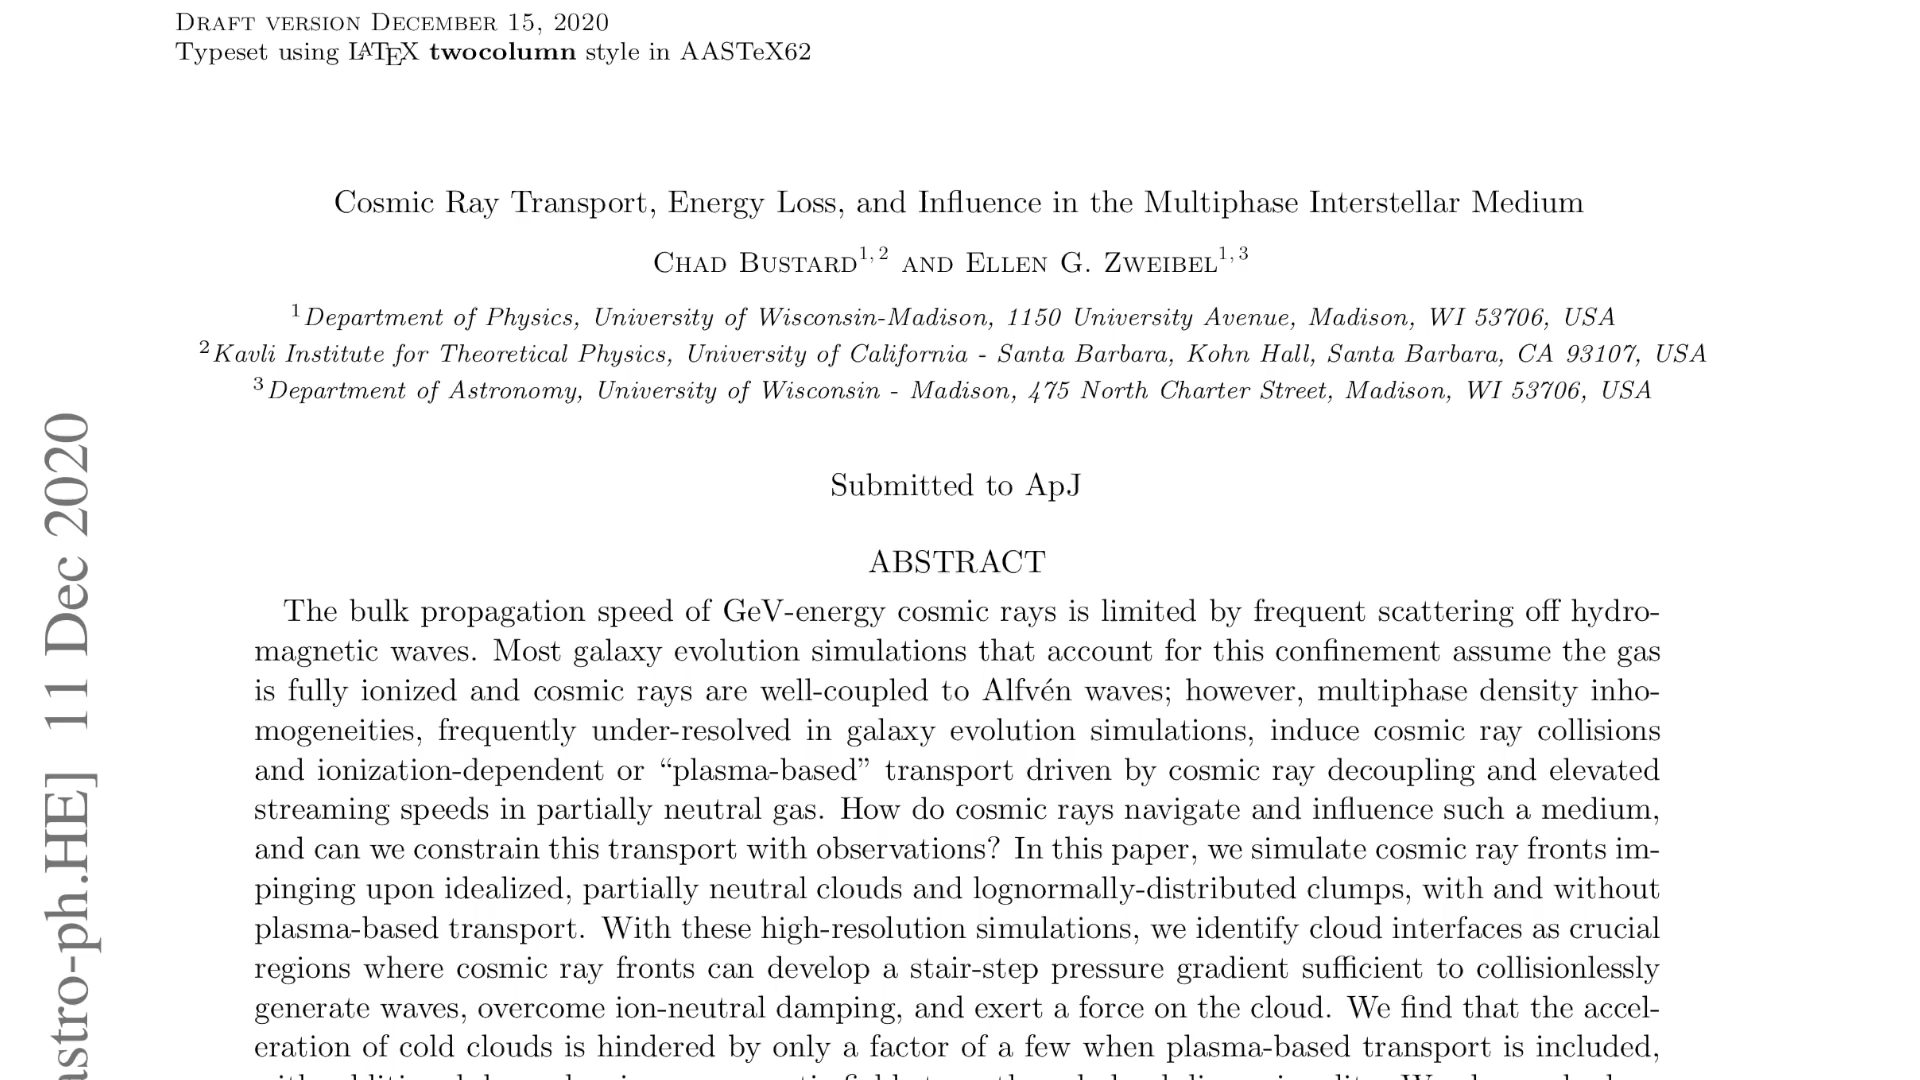 DRAFT VERSION DECEMBER 15, 2020
Typeset using LATEX twocolumn style in AASTeX62
Cosmic Ray Transport, Energy Loss, and Influence in the Multiphase Interstellar Medium
CHAD BUSTARD1, 2 AND ELLEN G. ZWEIBEL1, 3
1Department of Physics, University of Wisconsin-Madison, 1150 University Avenue, Madison, WI 53706, USA
2Kavli Institute for Theoretical Physics, University of California - Santa Barbara, Kohn Hall, Santa Barbara, CA 93107, USA
3Department of Astronomy, University of Wisconsin - Madison, 475 North Charter Street, Madison, WI 53706, USA
Submitted to ApJ
ABSTRACT
The bulk propagation speed of GeV-energy cosmic rays is limited by frequent scattering off hydro-
magnetic waves. Most galaxy evolution simulations that account for this confinement assume the gas
is fully ionized and cosmic rays are well-coupled to Alfvén waves; however, multiphase density inho-
mogeneities, frequently under-resolved in galaxy evolution simulations, induce cosmic ray collisions
and ionization-dependent or “plasma-based” transport driven by cosmic ray decoupling and elevated
streaming speeds in partially neutral gas. How do cosmic rays navigate and influence such a medium,
and can we constrain this transport with observations? In this paper, we simulate cosmic ray fronts im-
pinging upon idealized, partially neutral clouds and lognormally-distributed clumps, with and without
plasma-based transport. With these high-resolution simulations, we identify cloud interfaces as crucial
regions where cosmic ray fronts can develop a stair-step pressure gradient sufficient to collisionlessly
generate waves, overcome ion-neutral damping, and exert a force on the cloud. We find that the accel-
eration of cold clouds is hindered by only a factor of a few when plasma-based transport is included,
astro-ph.HE] 11 Dec 2020